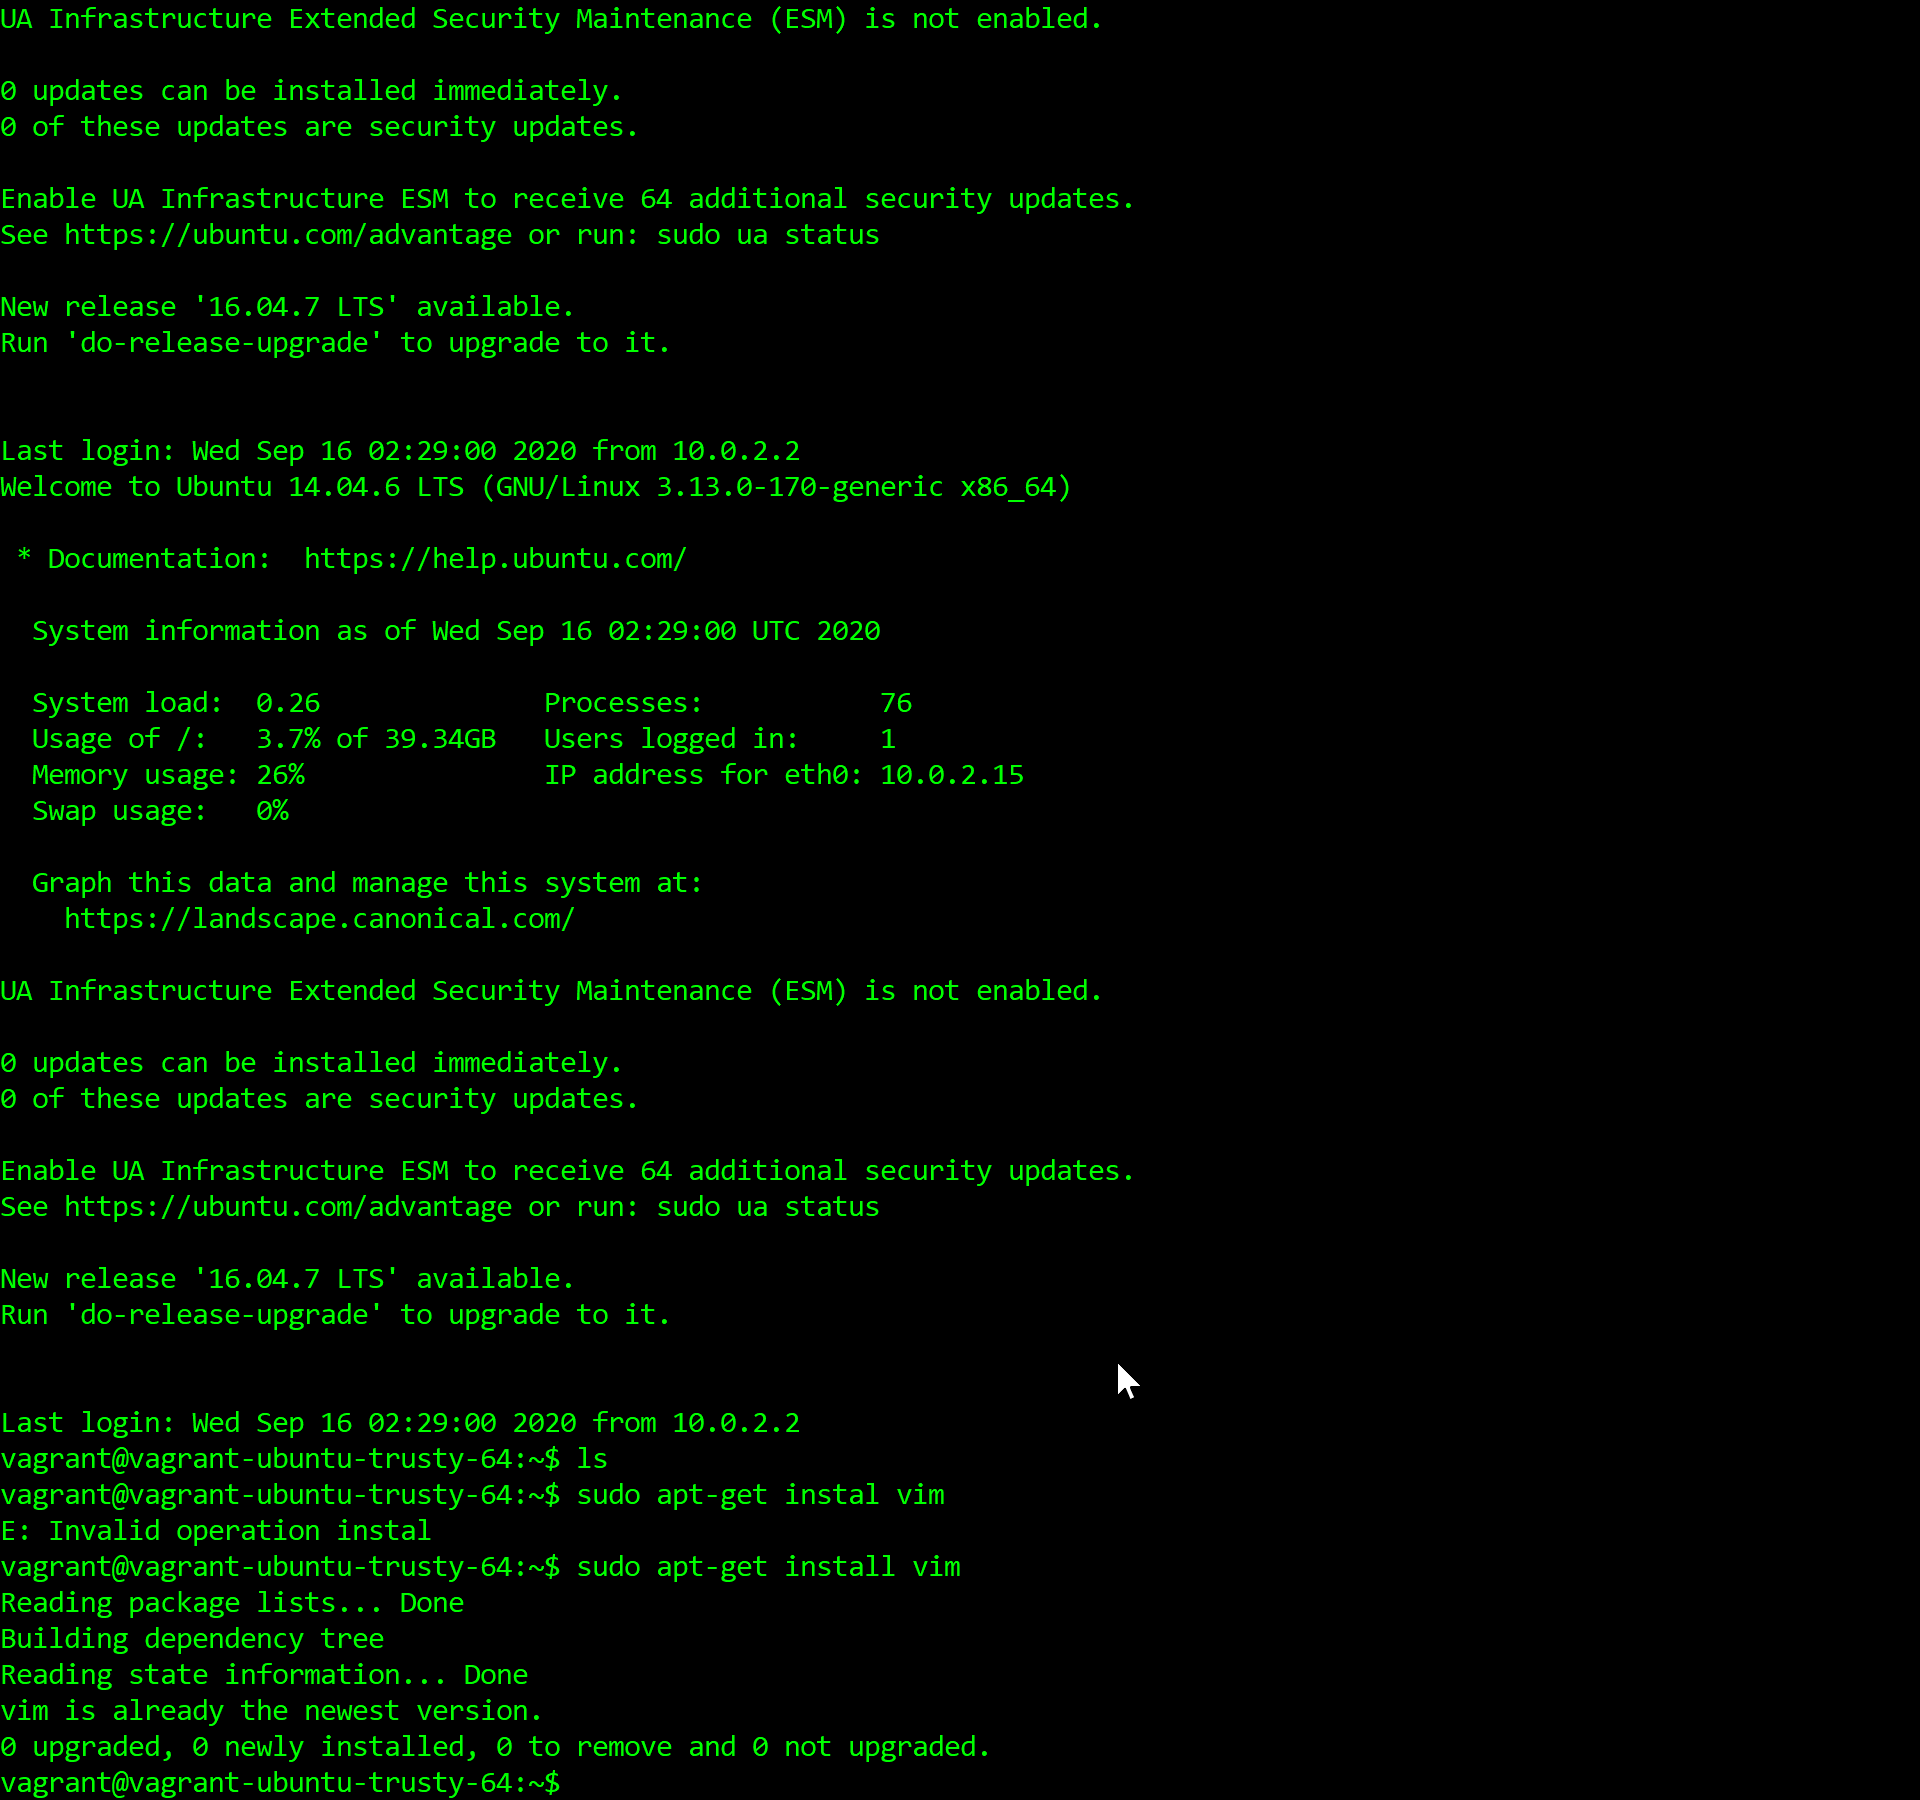 UA Infrastructure Extended Security Maintenance (ESM) is not enabled.
0 updates can be installed immediately.
0 of these updates are security updates.
Enable UA Infrastructure ESM to receive 64 additional security updates.
See https://ubuntu.com/advantage or run: sudo ua status
New release '16.04.7 LTS' available.
Run 'do-release-upgrade' to upgrade to it.
Last login: Wed Sep 16 02:29:00 2020 from 10.0.2.2
Welcome to Ubuntu 14.04.6 LTS (GNU/Linux 3.13.0-170-generic x86_64)
* Documentation:  https://help.ubuntu.com/
System information as of Wed Sep 16 02:29:00 UTC 2020
System load:  0.26              Processes:           76
Usage of /:   3.7% of 39.34GB   Users logged in:     1
Memory usage: 26%               IP address for eth0: 10.0.2.15
Swap usage:   0%
Graph this data and manage this system at:
https://landscape.canonical.com/
UA Infrastructure Extended Security Maintenance (ESM) is not enabled.
0 updates can be installed immediately.
0 of these updates are security updates.
Enable UA Infrastructure ESM to receive 64 additional security updates.
See https://ubuntu.com/advantage or run: sudo ua status
New release '16.04.7 LTS' available.
Run 'do-release-upgrade' to upgrade to it.
Last login: Wed Sep 16 02:29:00 2020 from 10.0.2.2
vagrant@vagrant-ubuntu-trusty-64:~$ ls
vagrant@vagrant-ubuntu-trusty-64:~$ sudo apt-get instal vim
E: Invalid operation instal
vagrant@vagrant-ubuntu-trusty-64:~$ sudo apt-get install vim
Reading package lists... Done
Building dependency tree
Reading state information... Done
vim is already the newest version.
0 upgraded, 0 newly installed, 0 to remove and 0 not upgraded.
vagrant@vagrant-ubuntu-trusty-64:~$